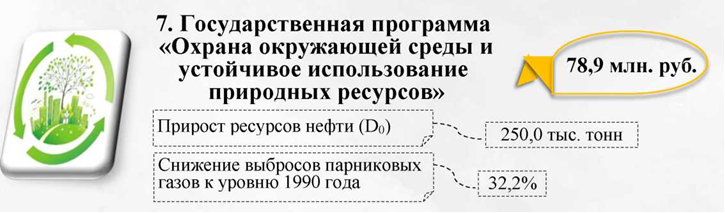 7. Государственная программа
«Охрана окружающей среды и
устойчивое использование
природных ресурсов»
78,9 млн. руб.
Прирост ресурсов нефти (D₀)
250,0 тыс. тонн
Снижение выбросов парниковых
газов к уровню 1990 года
32,2%